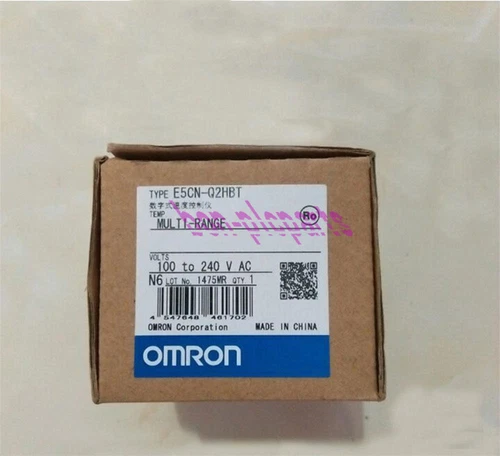 TYPE E5CN-Q2HBT
数字式温度控制仪
TEMP
MULTI-RANGE
Ro
VOLTS
100 to 240 V AC
N6 LOT No. 1475MR QTY 1
4 547648 461702
OMRON Corporation MADE IN CHINA
OMRON